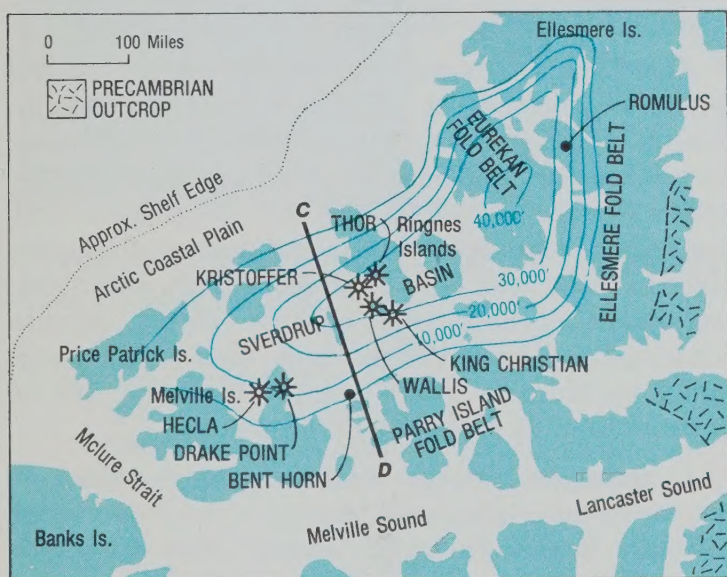 Ellesmere Is.
0 100 Miles
PRECAMBRIAN
OUTCROP
ROMULUS
EUREKAN
FOLD BELT
ELLESMERE FOLD BELT
Approx. Shelf Edge
C
THOR
Ringnes
Islands
40,000'
Arctic Coastal Plain
KRISTOFFER
BASIN
30,000'
20,000'
10,000'
SVERDRUP
Price Patrick Is.
KING CHRISTIAN
WALLIS
Melville Is.
HECLA
DRAKE POINT
BENT HORN
PARRY ISLAND
FOLD BELT
D
Mclure Strait
Lancaster Sound
Melville Sound
Banks Is.